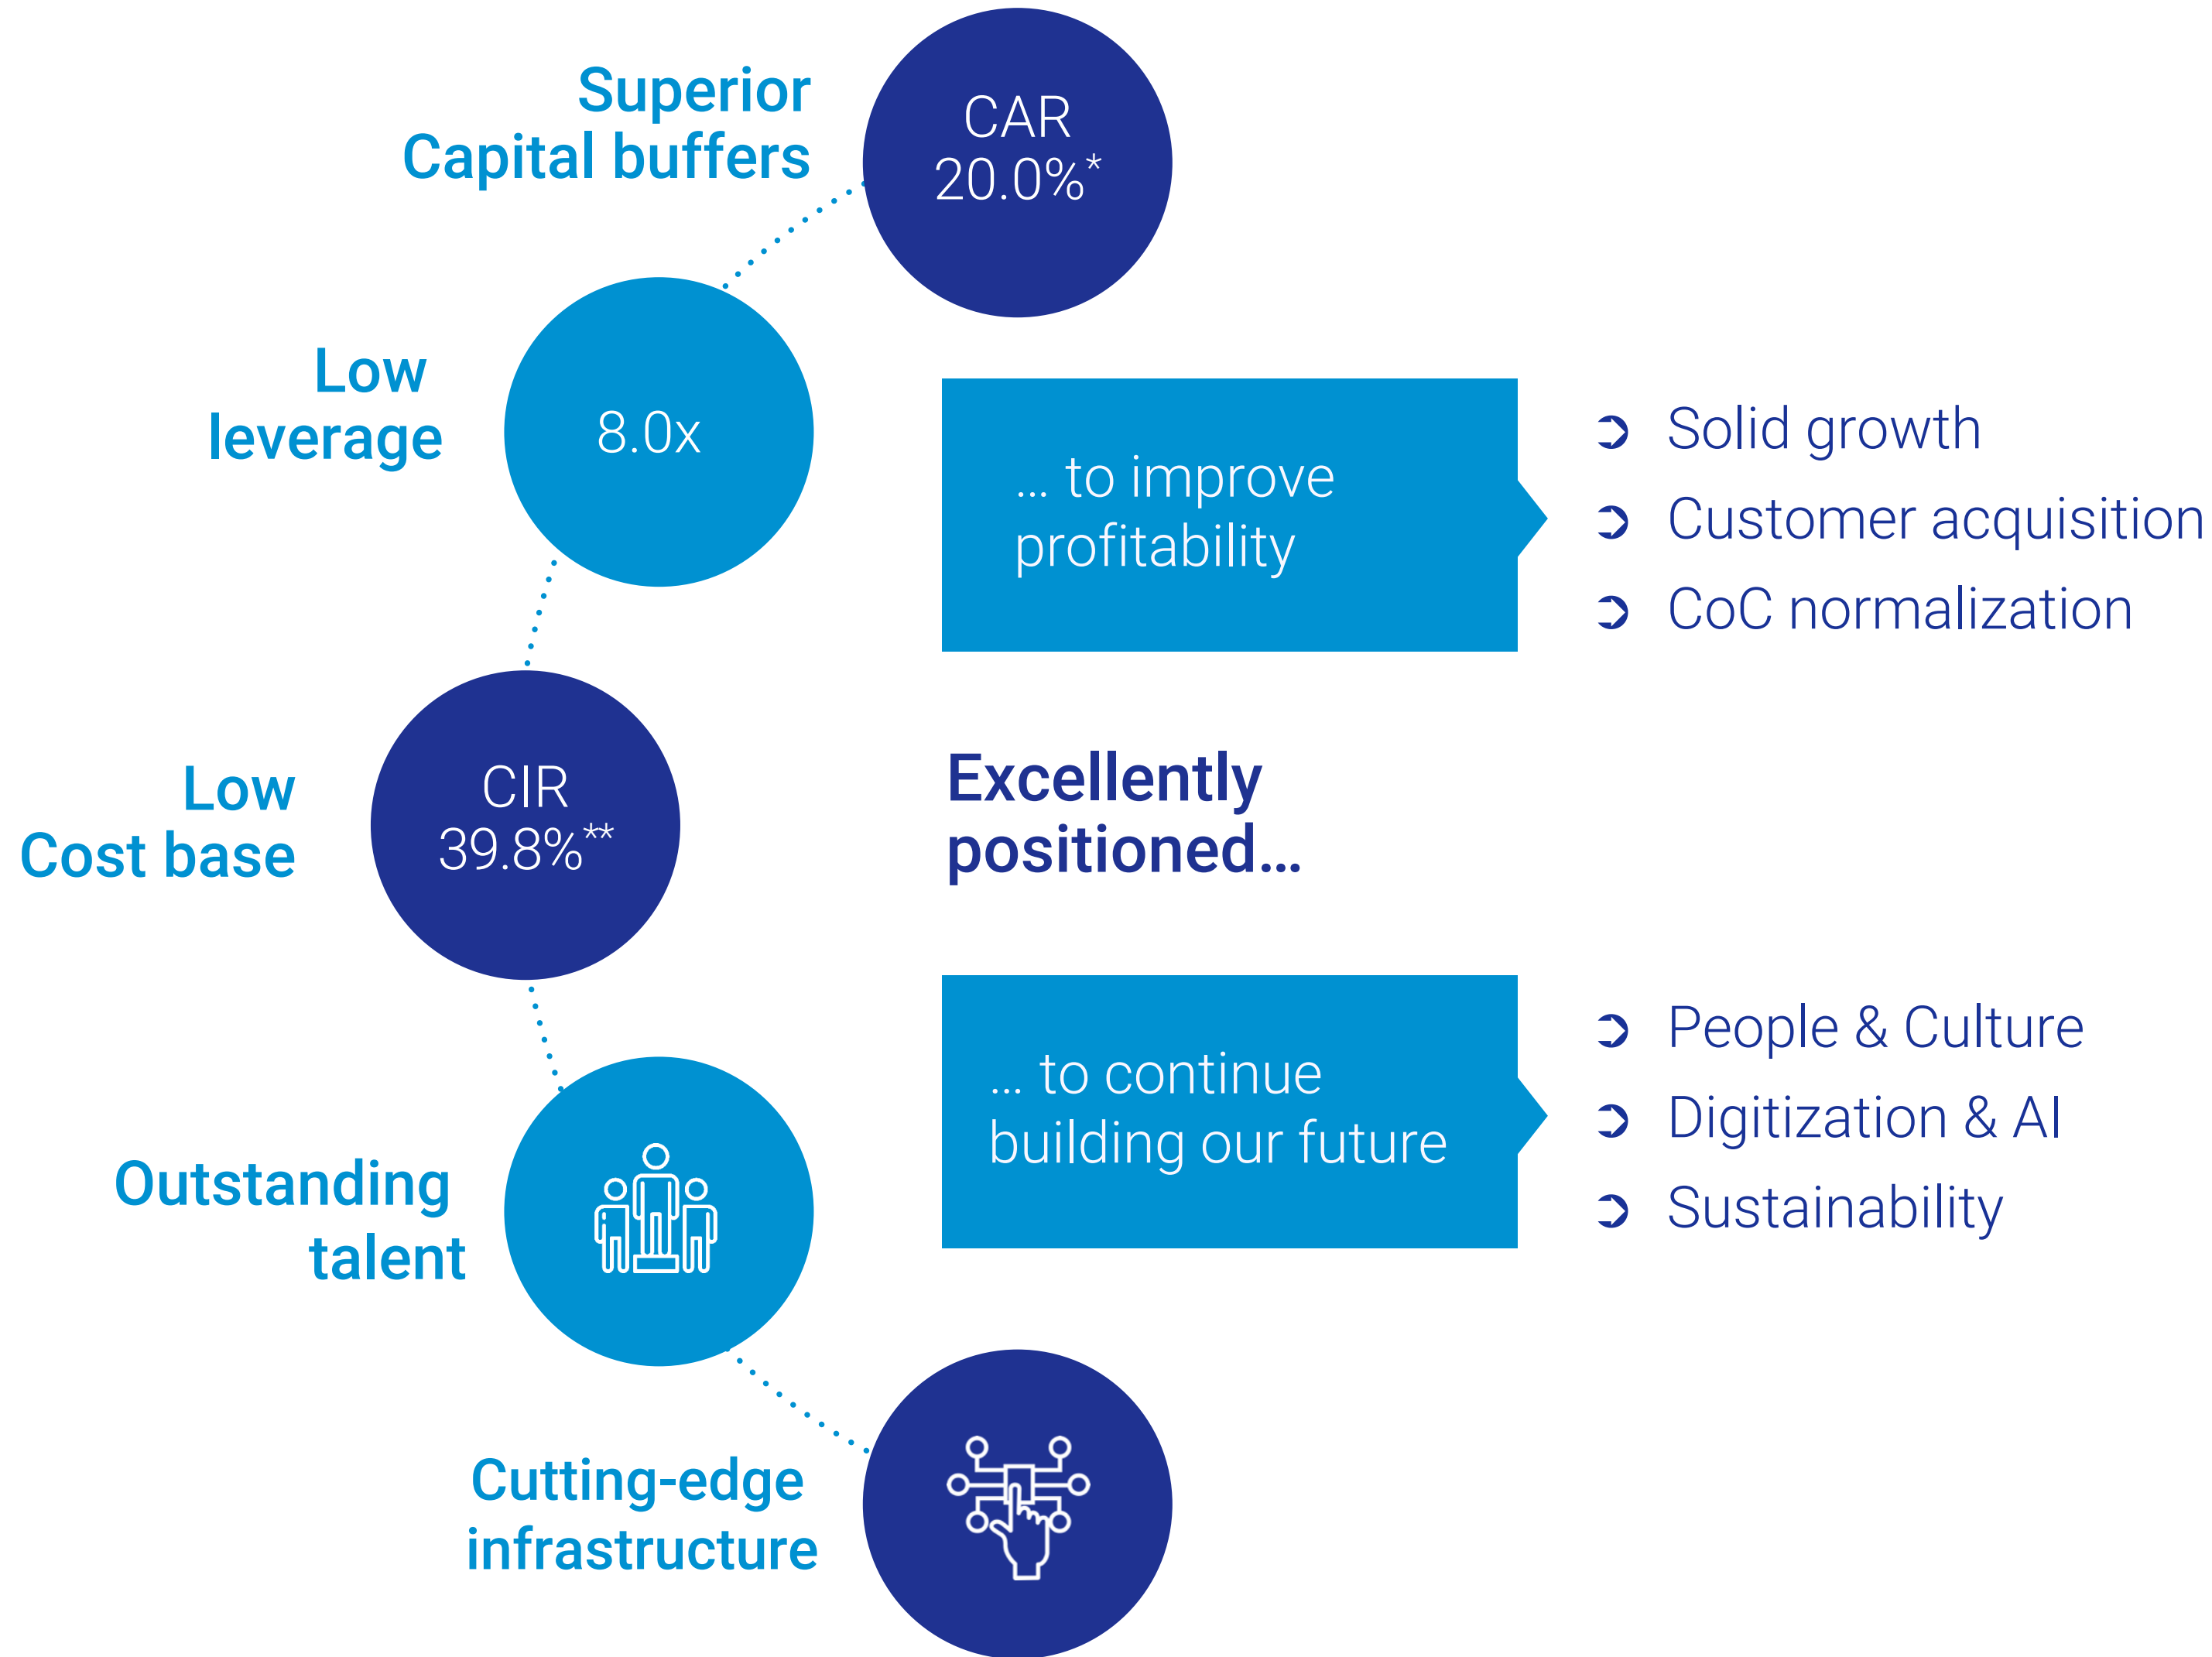 Superior
Capital buffers
CAR
20.0%*
Low
leverage
8.0x
Low
Cost base
CIR
39.8%**
Outstanding
talent
Cutting-edge
infrastructure
Excellently
positioned...
... to improve
profitability
Solid growth
Customer acquisition
CoC normalization
... to continue
building our future
People & Culture
Digitization & AI
Sustainability